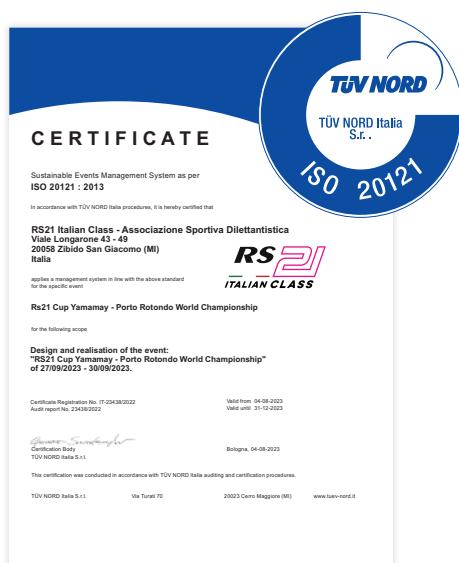 TÜV NORD
TÜV NORD Italia
S.r. .
ISO 20121
CERTIFICATE
Sustainable Events Management System as per
ISO 20121 : 2013
In accordance with TÜV NORD Italia procedures, it is hereby certified that
RS21 Italian Class - Associazione Sportiva Dilettantistica
Viale Longarone 43 - 49
20058 Zibido San Giacomo (MI)
Italia
RS21
ITALIAN CLASS
applies a management system in line with the above standard
for the specific event
Rs21 Cup Yamamay - Porto Rotondo World Championship
for the following scope
Design and realisation of the event:
"RS21 Cup Yamamay - Porto Rotondo World Championship"
of 27/09/2023 - 30/09/2023.
Certificate Registration No. IT-23438/2022 Valid from 04-08-2023
Audit report No. 23438/2022 Valid until 31-12-2023
Certification Body Bologna, 04-08-2023
TÜV NORD Italia S.r.l.
This certification was conducted in accordance with TÜV NORD Italia auditing and certification procedures.
TÜV NORD Italia S.r.l. Via Turati 70 20023 Cerro Maggiore (MI) www.tuev-nord.it